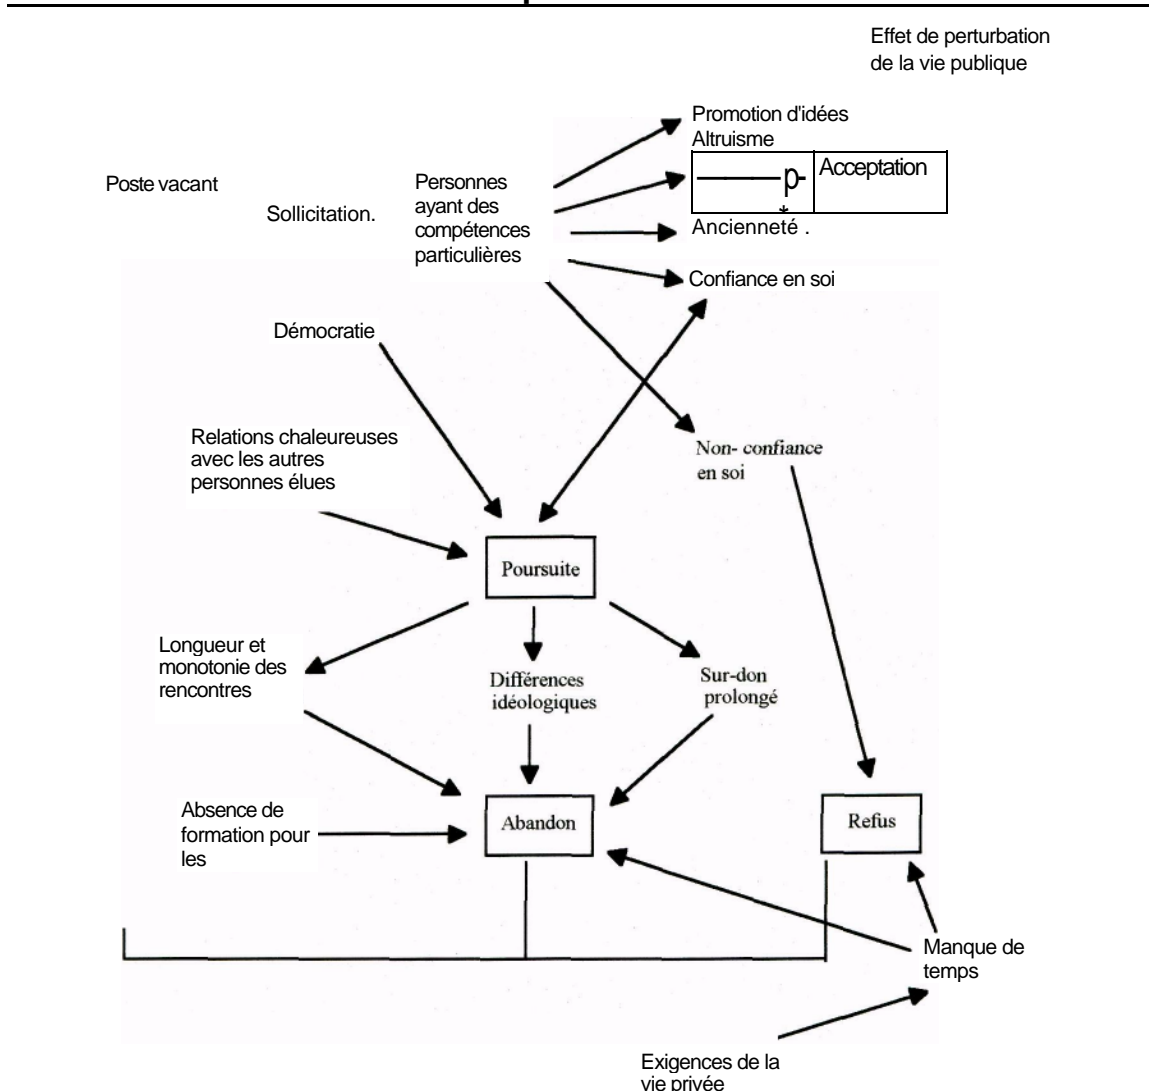 Effet de perturbation
de la vie publique
Promotion d'idées
Altruisme
Acceptation
Poste vacant
Sollicitation.
Personnes
ayant des
compétences
particulières
Ancienneté .
Confiance en soi
Démocratie
Relations chaleureuses
avec les autres
personnes élues
Non- confiance
en soi
Poursuite
Longueur et
monotonie des
rencontres
Différences
idéologiques
Sur-don
prolongé
Absence de
formation pour
les
Abandon
Refus
Manque de
temps
Exigences de la
vie privée